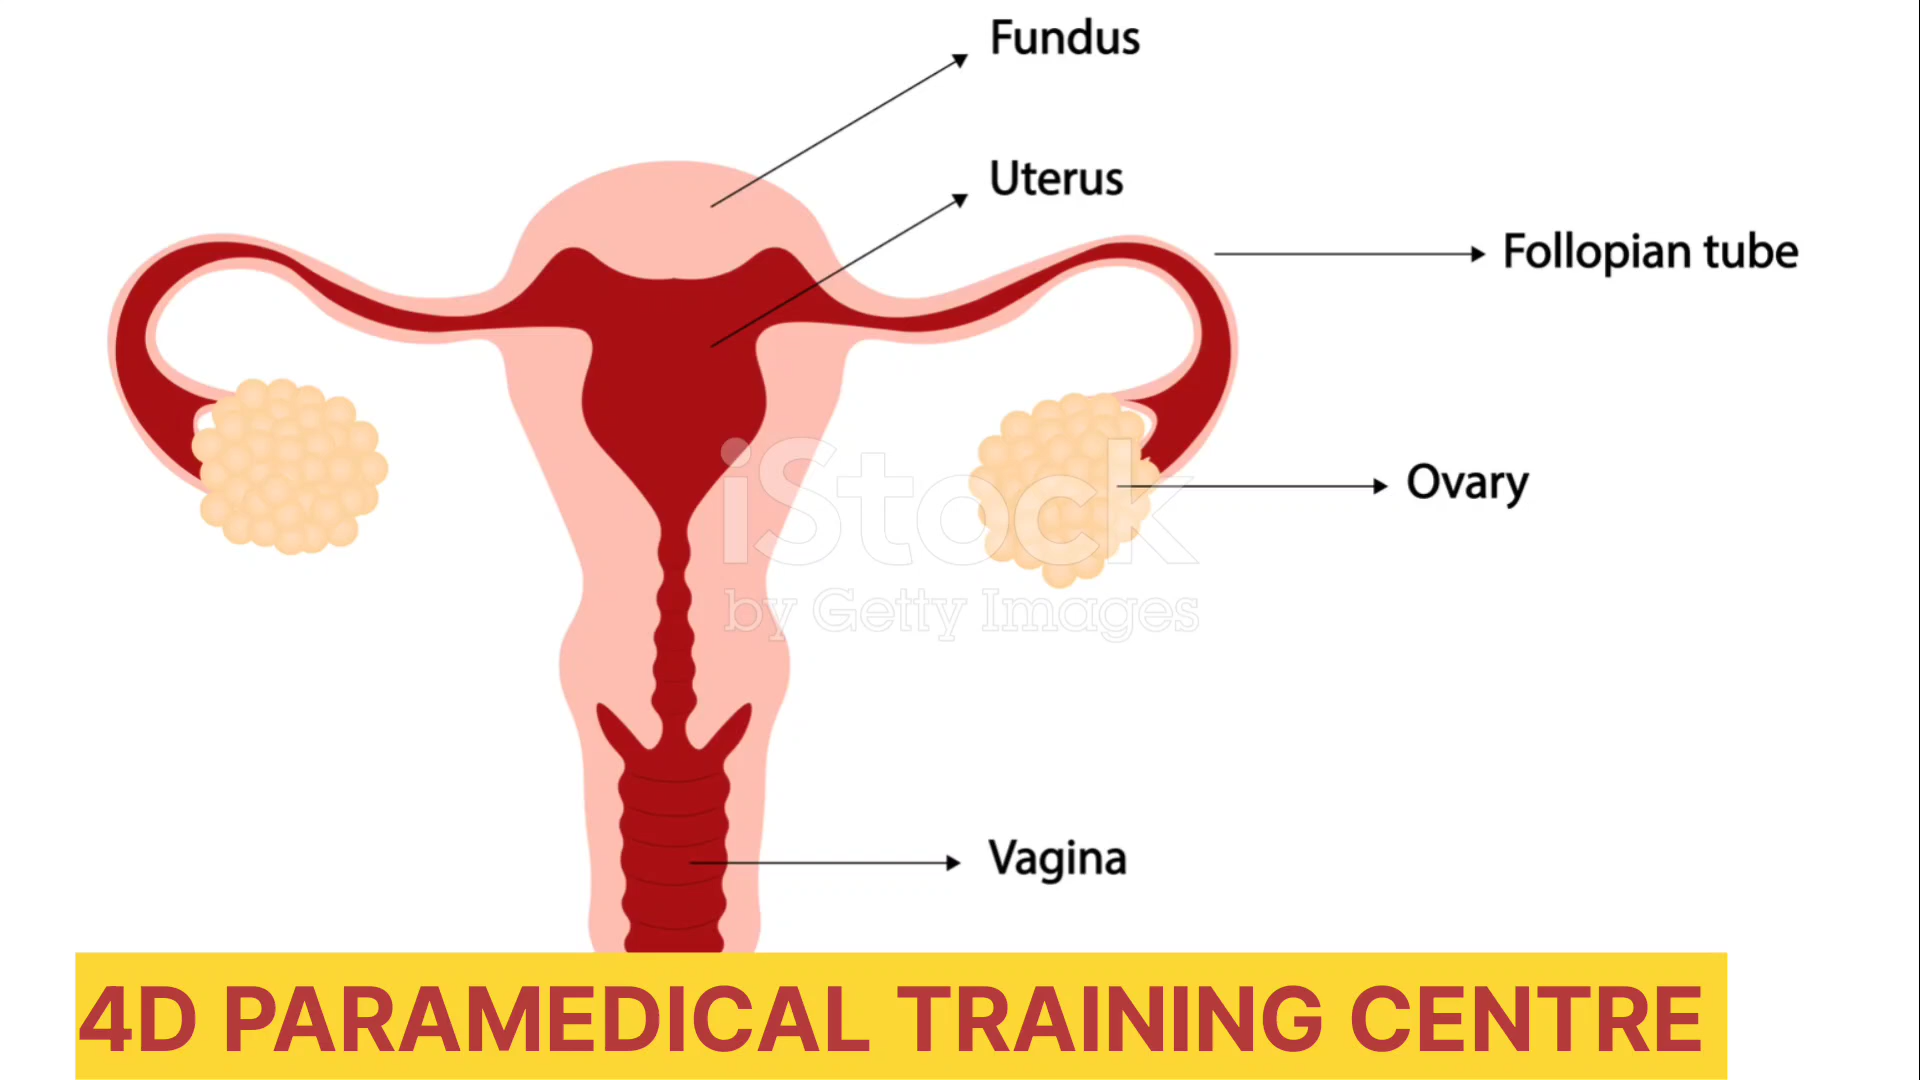 Fundus
Uterus
Follopian tube
Ovary
iStock
by Getty Images
Vagina
4D PARAMEDICAL TRAINING CENTRE